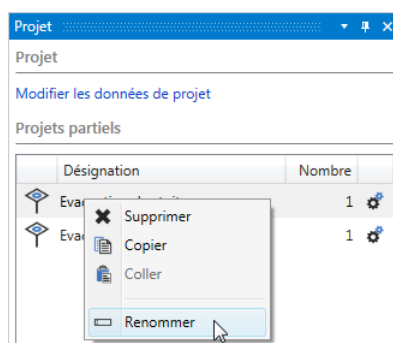 Projet
Projet
Modifier les données de projet
Projets partiels
Désignation Nombre
1
Supprimer
1
Copier
Coller
Renommer